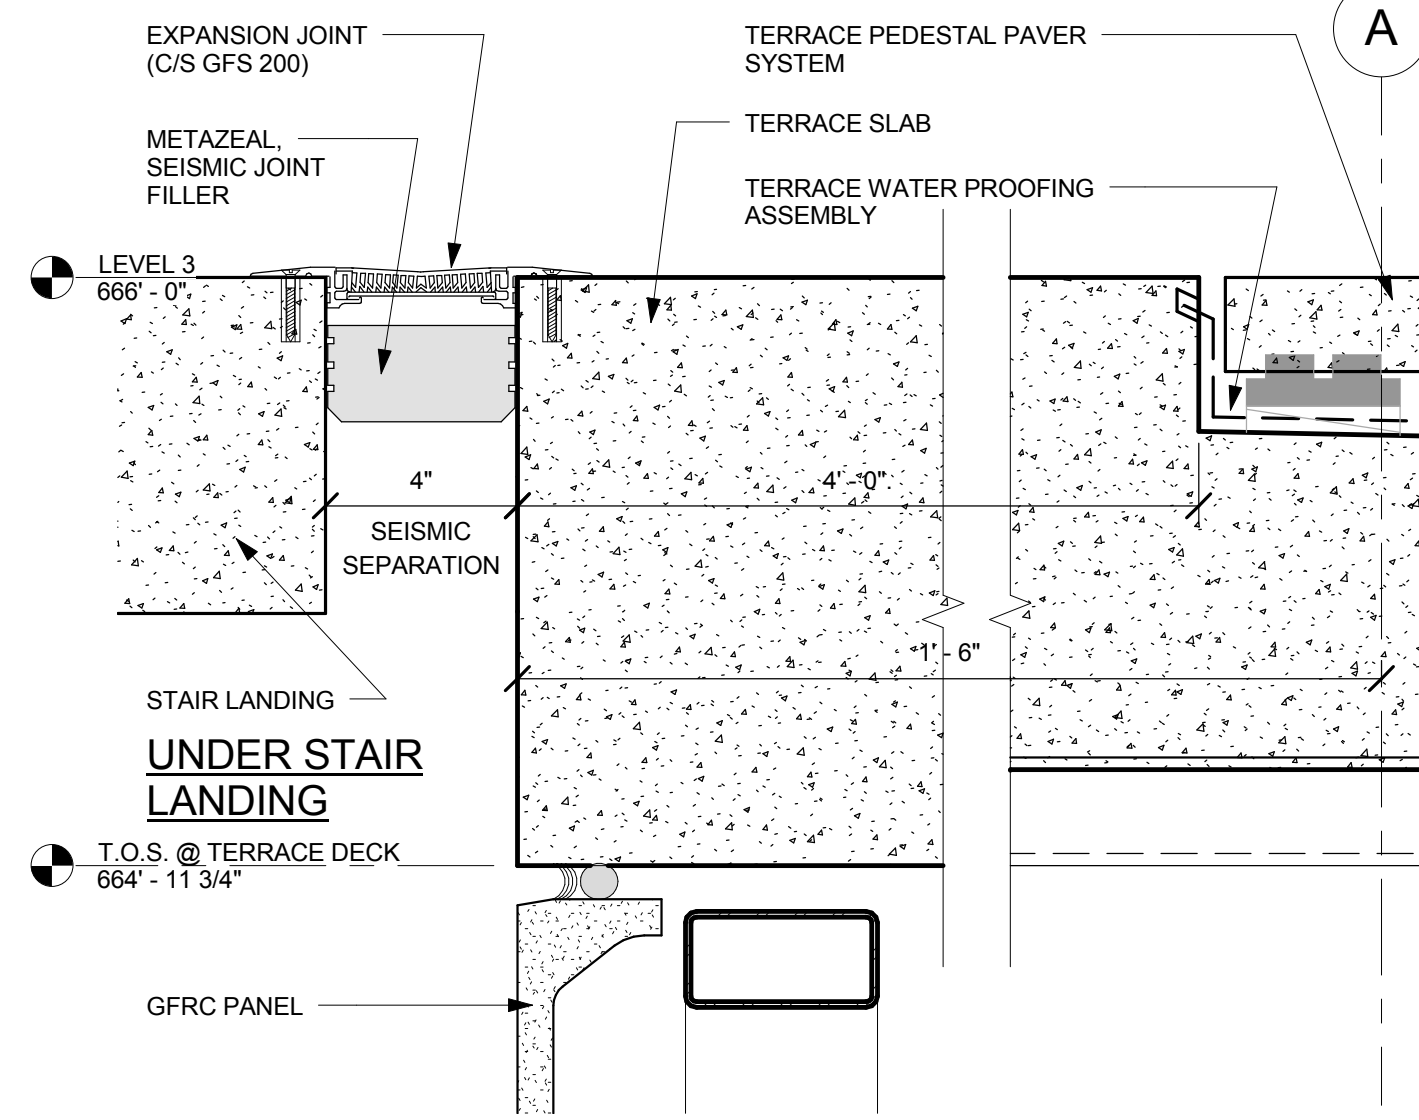 EXPANSION JOINT
(C/S GFS 200)
TERRACE PEDESTAL PAVER
SYSTEM
A
METAZEAL,
SEISMIC JOINT
FILLER
TERRACE SLAB
TERRACE WATER PROOFING
ASSEMBLY
LEVEL 3
666' - 0"
4"
4' - 0"
SEISMIC
SEPARATION
1' - 6"
STAIR LANDING
UNDER STAIR
LANDING
T.O.S. @ TERRACE DECK
664' - 11 3/4"
GFRC PANEL